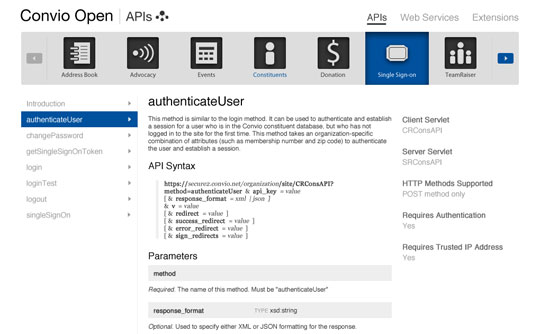 Convio Open | APIs
APIs
Web Services
Extensions
Address Book
Advocacy
Events
Constituents
Donation
Single Sign-on
TeamRaiser
Introduction
authenticateUser
changePassword
getSingleSignOnToken
login
loginTest
logout
singleSignOn
authenticateUser
This method is similar to the login method. It can be used to authenticate and establish
a session for a user who is in the Convio constituent database, but who has not
logged in to the site for the first time. This method takes an organization-specific
combination of attributes (such as membership number and zip code) to authenticate
the user and establish a session.
API Syntax
https://secure2.convio.net/organization/site/CRConsAPI?
method=authenticateUser & api_key = value
[ & response_format = xml | json ]
& v = value
[ & redirect = value ]
[ & success_redirect = value ]
[ & error_redirect = value ]
[ & sign_redirects = value ]
Parameters
method
Required. The name of this method. Must be "authenticateUser"
response_format TYPE xsd:string
Optional. Used to specify either XML or JSON formatting for the response.
Client Servlet
CRConsAPI
Server Servlet
SRConsAPI
HTTP Methods Supported
POST method only
Requires Authentication
Yes
Requires Trusted IP Address
Yes